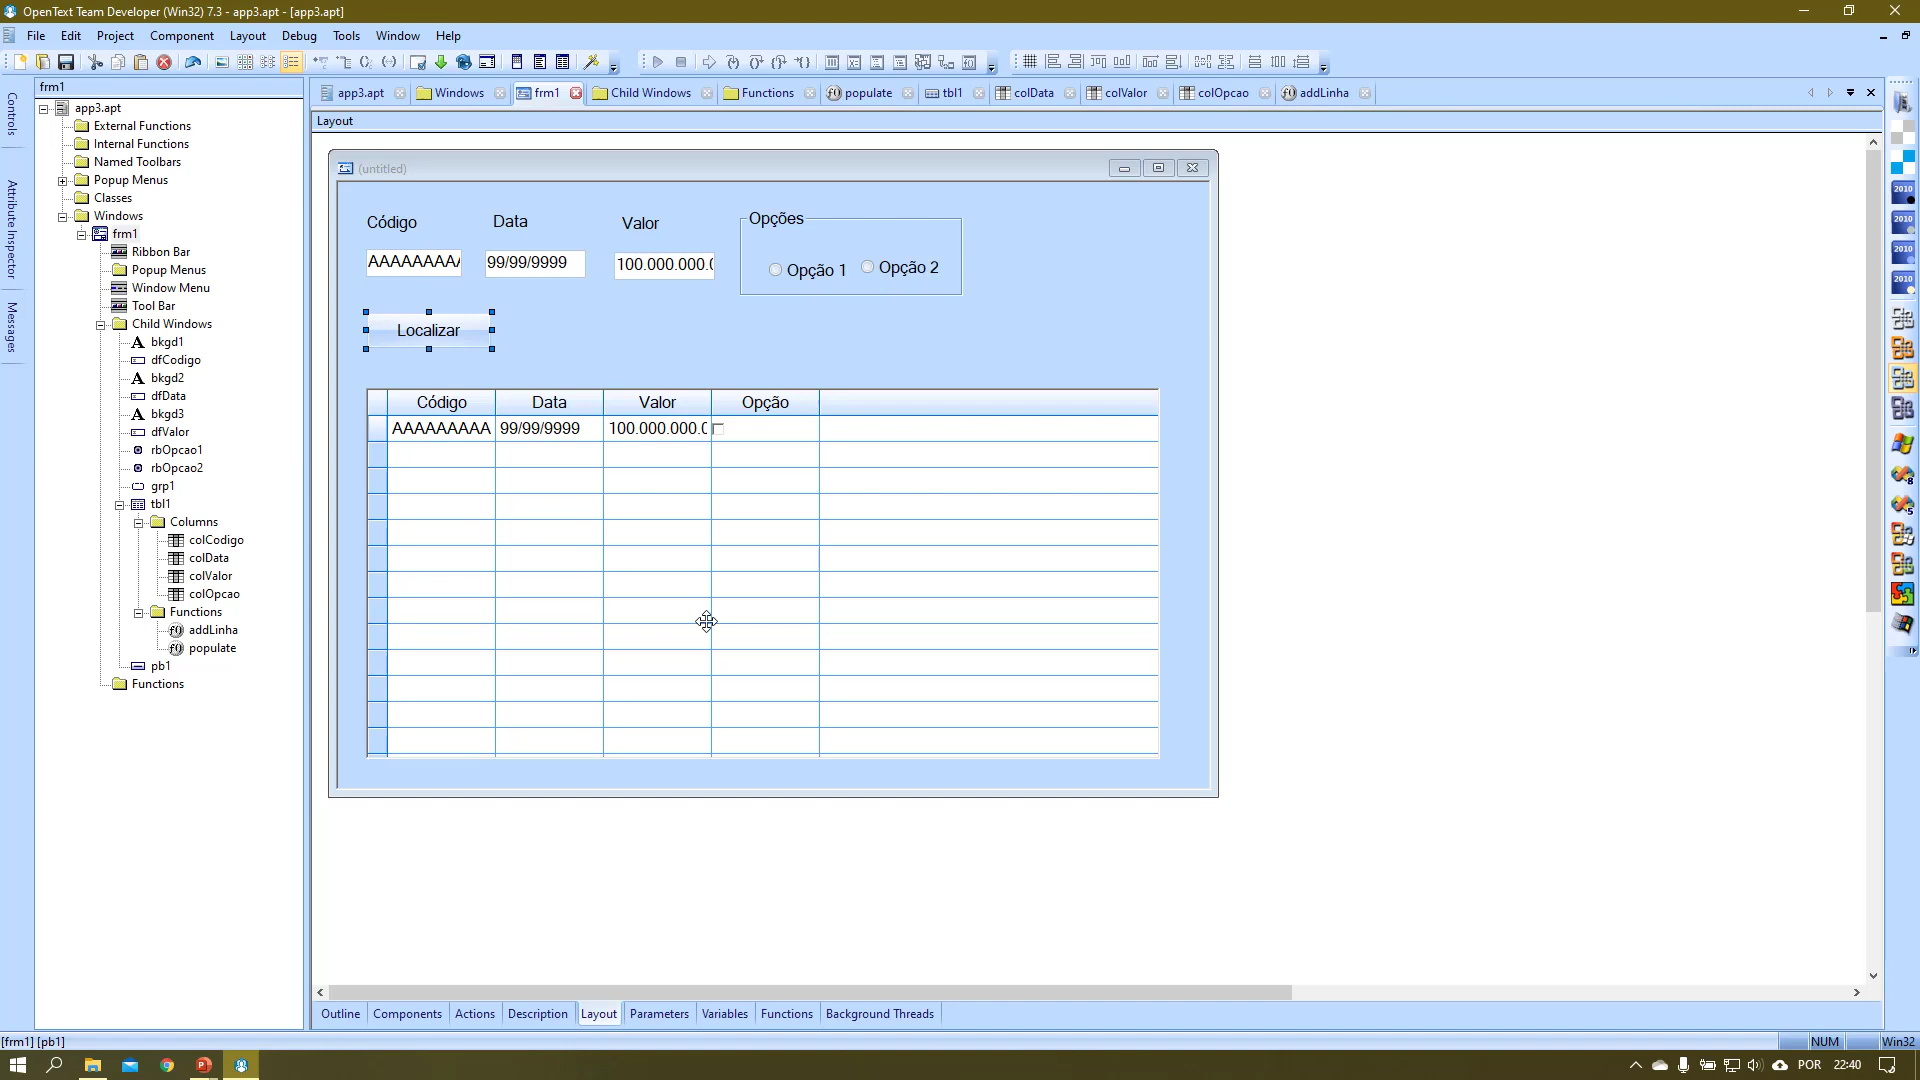 OpenText Team Developer (Win32) 7.3 - app3.apt - [app3.apt]
File Edit Project Component Layout Debug Tools Window Help
frm1
app3.apt Windows frm1 Child Windows Functions populate tbl1 colData colValor colOpcao addLinha
Layout
Controls
Attribute Inspector
Messages
app3.apt
External Functions
Internal Functions
Named Toolbars
Popup Menus
Classes
Windows
frm1
Ribbon Bar
Popup Menus
Window Menu
Tool Bar
Child Windows
bkgd1
dfCodigo
bkgd2
dfData
bkgd3
dfValor
rbOpcao1
rbOpcao2
grp1
tbl1
Columns
colCodigo
colData
colValor
colOpcao
Functions
addLinha
populate
pb1
Functions
(untitled)
Código Data Valor Opções
AAAAAAAA 99/99/9999 100.000.000.0 Opção 1 Opção 2
Localizar
Código Data Valor Opção
AAAAAAAAA 99/99/9999 100.000.000.0
2010
2010
2010
2010
Outline Components Actions Description Layout Parameters Variables Functions Background Threads
[frm1] [pb1] NUM Win32
POR 22:40